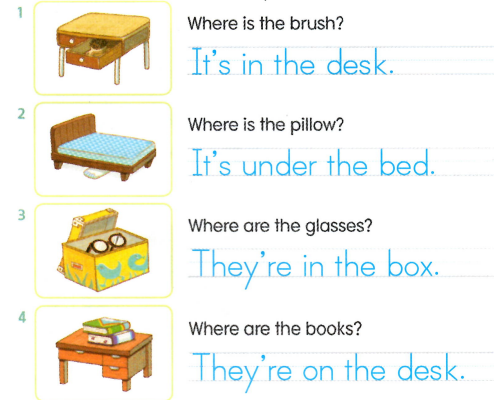 1
Where is the brush?
It's in the desk.
2
Where is the pillow?
It's under the bed.
3
Where are the glasses?
They're in the box.
4
Where are the books?
They're on the desk.